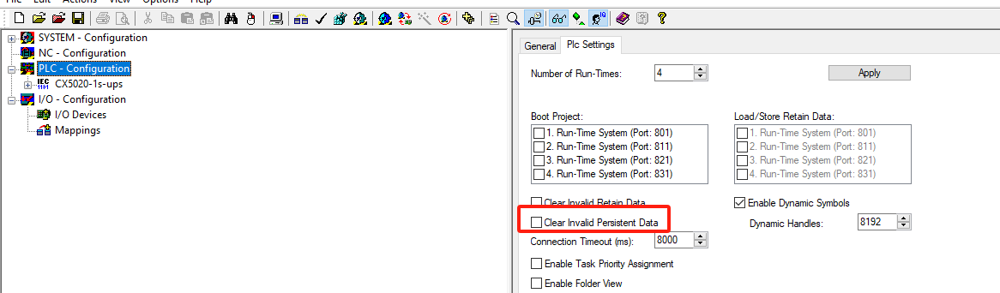 File Edit Actions View Options Help
SYSTEM - Configuration
NC - Configuration
PLC - Configuration
IEC
1131
CX5020-1s-ups
I/O - Configuration
I/O Devices
Mappings
General Plc Settings
Number of Run-Times: 4 Apply
Boot Project: Load/Store Retain Data:
1. Run-Time System (Port: 801) 1. Run-Time System (Port: 801)
2. Run-Time System (Port: 811) 2. Run-Time System (Port: 811)
3. Run-Time System (Port: 821) 3. Run-Time System (Port: 821)
4. Run-Time System (Port: 831) 4. Run-Time System (Port: 831)
Clear Invalid Retain Data Enable Dynamic Symbols
Clear Invalid Persistent Data Dynamic Handles: 8192
Connection Timeout (ms): 8000
Enable Task Priority Assignment
Enable Folder View